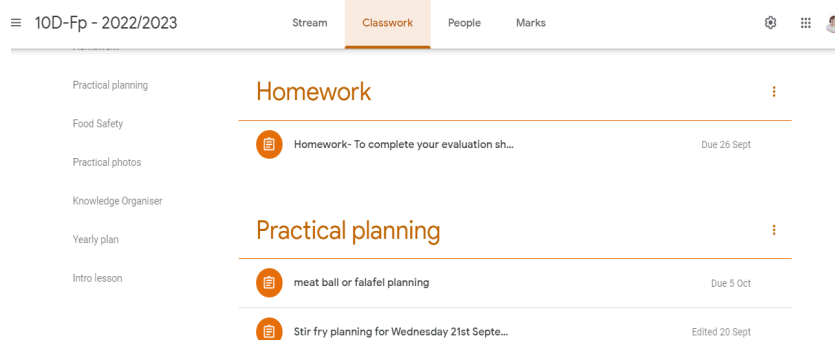 10D-Fp - 2022/2023
Stream Classwork People Marks
Homework
Practical planning
Food Safety
Practical photos
Knowledge Organiser
Yearly plan
Intro lesson
Homework
Homework- To complete your evaluation sh... Due 26 Sept
Practical planning
meat ball or falafel planning Due 5 Oct
Stir fry planning for Wednesday 21st Septe... Edited 20 Sept